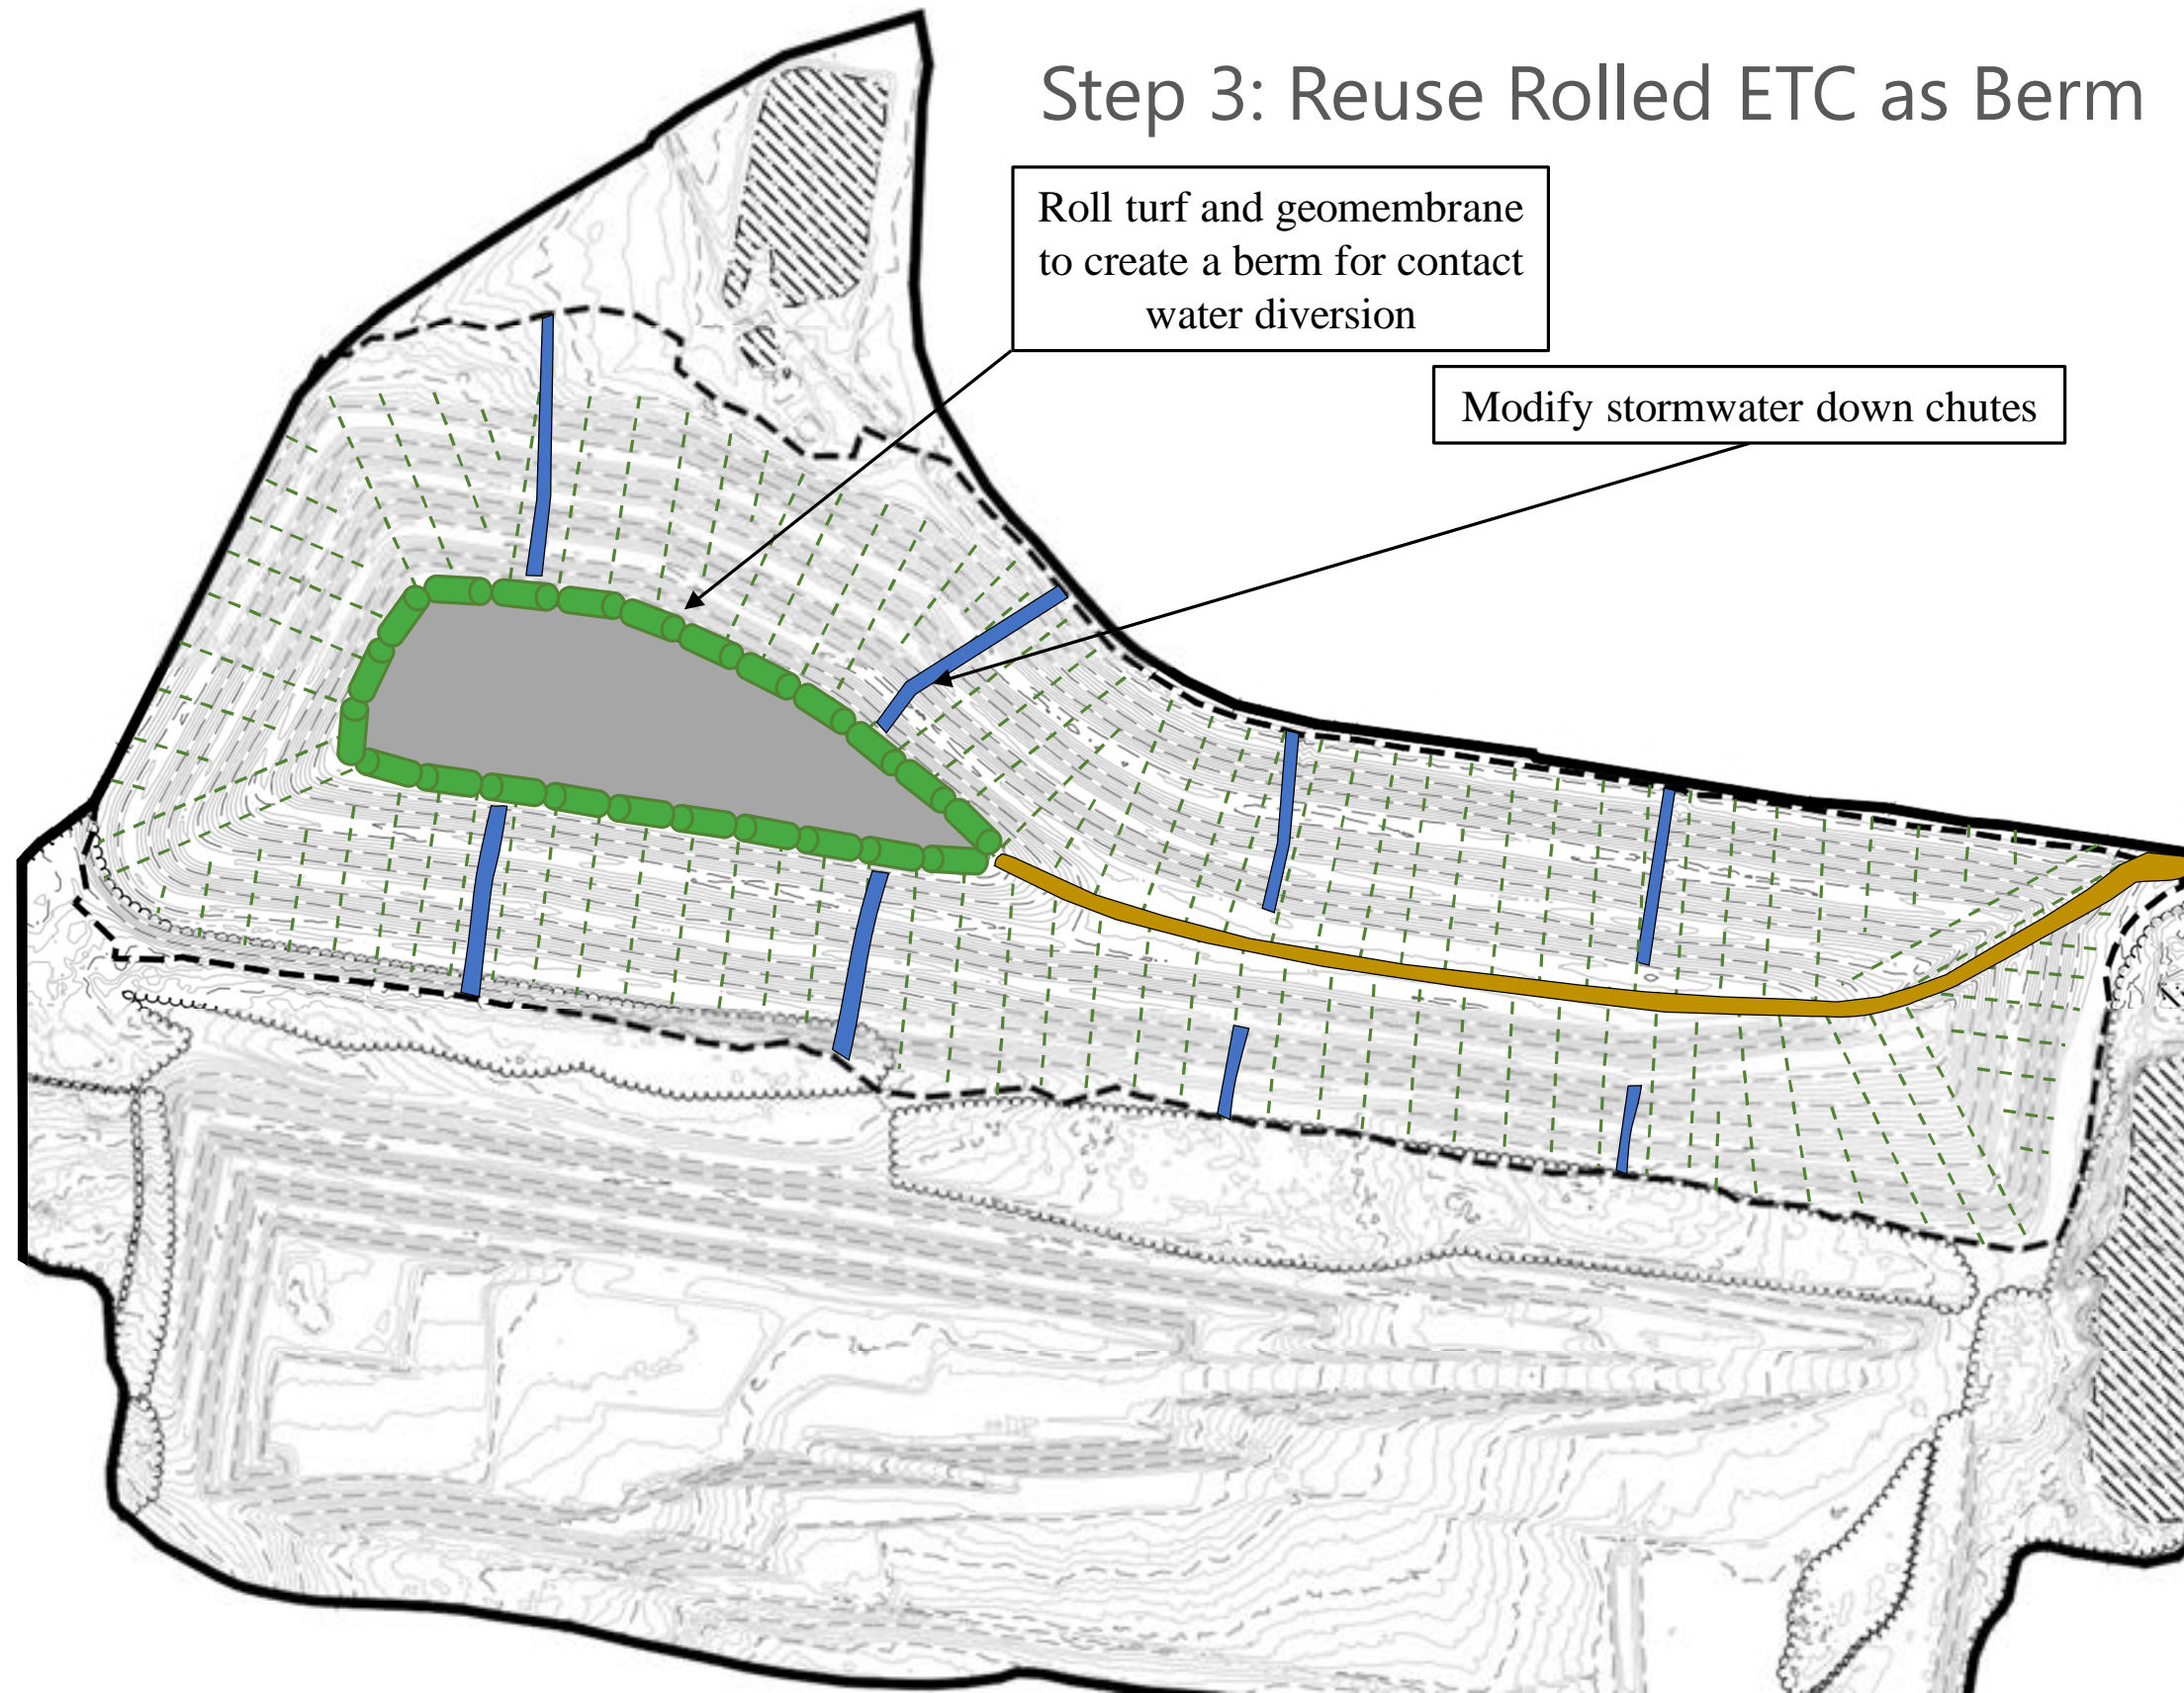 Step 3: Reuse Rolled ETC as Berm
Roll turf and geomembrane
to create a berm for contact
water diversion
Modify stormwater down chutes